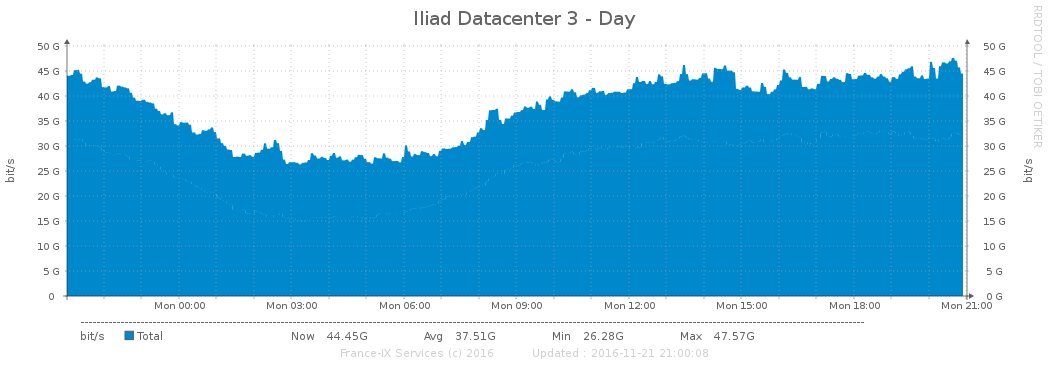 Iliad Datacenter 3 - Day
RRDTOOL / TOBI OETIKER
50 G 50 G
45 G 45 G
40 G 40 G
35 G 35 G
30 G 30 G
25 G 25 G
20 G 20 G
15 G 15 G
10 G 10 G
5 G 5 G
0 0 G
bit/s bit/s
Mon 00:00 Mon 03:00 Mon 06:00 Mon 09:00 Mon 12:00 Mon 15:00 Mon 18:00 Mon 21:00
bit/s Total Now 44.45G Avg 37.51G Min 26.28G Max 47.57G
France-IX Services (c) 2016 Updated : 2016-11-21 21:00:08